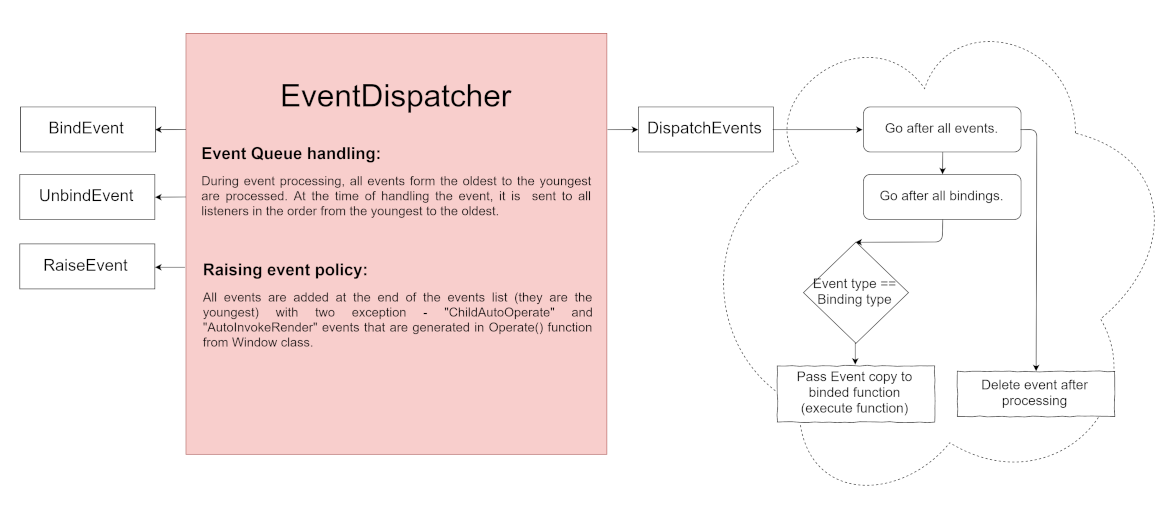 EventDispatcher
BindEvent
UnbindEvent
RaiseEvent
Event Queue handling:
During event processing, all events form the oldest to the youngest
are processed. At the time of handling the event, it is sent to all
listeners in the order from the youngest to the oldest.
Raising event policy:
All events are added at the end of the events list (they are the
youngest) with two exception - "ChildAutoOperate" and
"AutoInvokeRender" events that are generated in Operate() function
from Window class.
DispatchEvents
Go after all events.
Go after all bindings.
Event type ==
Binding type
Pass Event copy to
binded function
(execute function)
Delete event after
processing